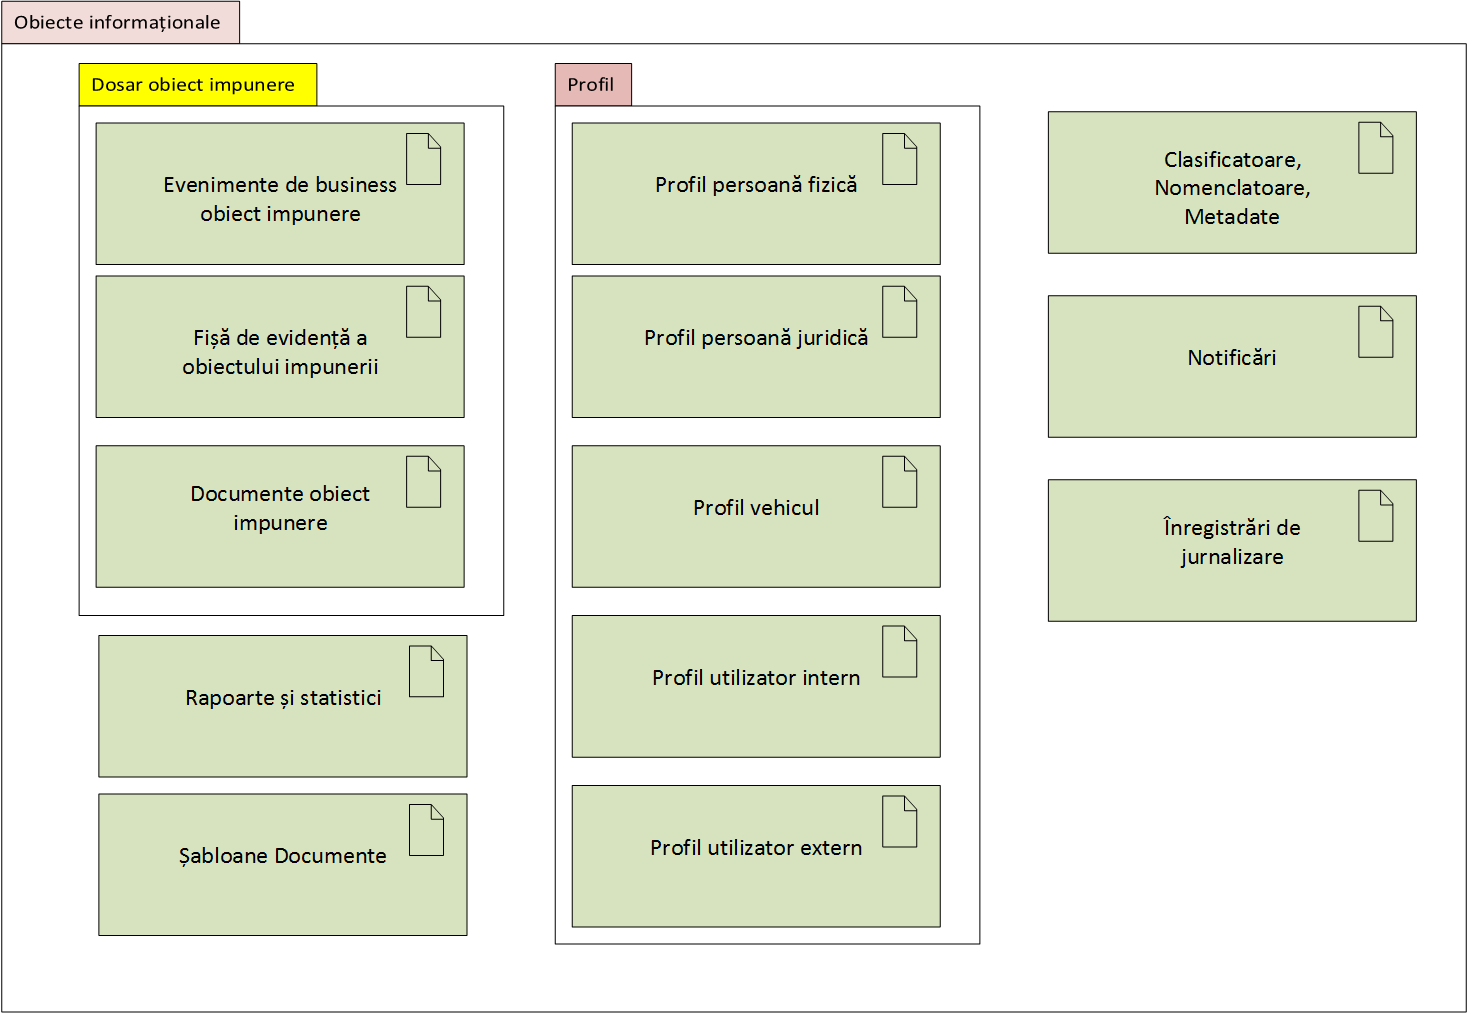 Obiecte informaționale
Dosar obiect impunere
Evenimente de business
obiect impunere
Fișă de evidență a
obiectului impunerii
Documente obiect
impunere
Rapoarte și statistici
Șabloane Documente
Profil
Profil persoană fizică
Profil persoană juridică
Profil vehicul
Profil utilizator intern
Profil utilizator extern
Clasificatoare,
Nomenclatoare,
Metadate
Notificări
Înregistrări de
jurnalizare